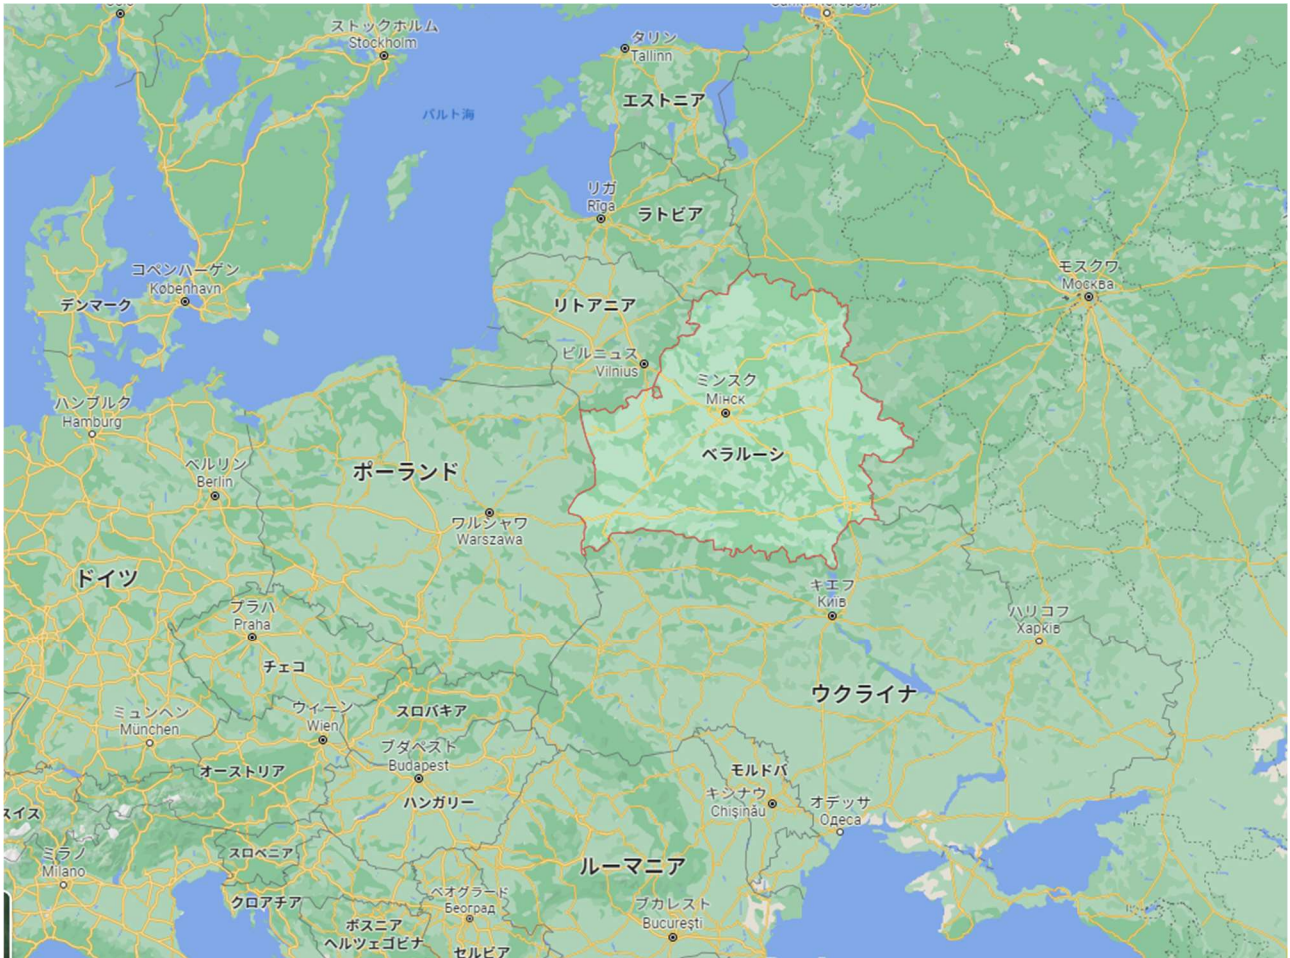 ストックホルム
Stockholm
タリン
Tallinn
エストニア
バルト海
リガ
Rīga
ラトビア
モスクワ
Москва
コペンハーゲン
København
デンマーク
リトアニア
ビルニュス
Vilnius
ミンスク
Мінск
ハンブルク
Hamburg
ベラルーシ
ベルリン
Berlin
ポーランド
ワルシャワ
Warszawa
ドイツ
キエフ
Київ
プラハ
Praha
ハリコフ
Харків
チェコ
ウクライナ
ミュンヘン
München
ウィーン
Wien
スロバキア
ブダペスト
Budapest
オーストリア
モルドバ
ハンガリー
キシナウ
Chișinău
オデッサ
Одеса
スイス
ミラノ
Milano
スロベニア
ルーマニア
クロアチア
ベオグラード
Београд
ブカレスト
București
ボスニア
ヘルツェゴビナ
セルビア